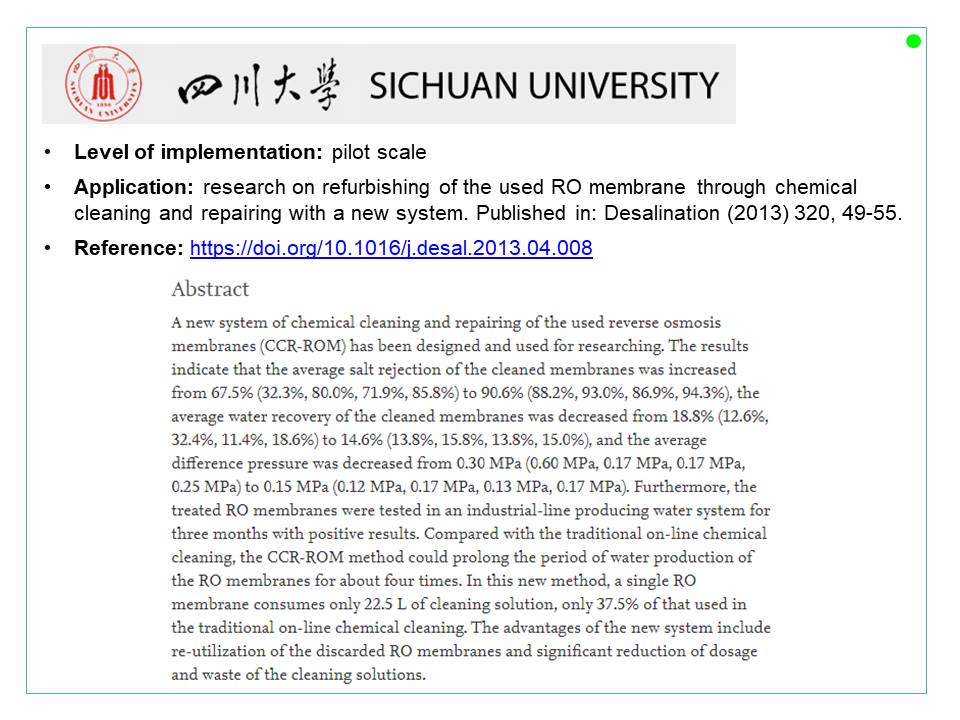 四川大學 SICHUAN UNIVERSITY
四川大學
1896
SICHUAN UNIVERSITY
• Level of implementation: pilot scale
• Application: research on refurbishing of the used RO membrane through chemical
cleaning and repairing with a new system. Published in: Desalination (2013) 320, 49-55.
• Reference: https://doi.org/10.1016/j.desal.2013.04.008
Abstract
A new system of chemical cleaning and repairing of the used reverse osmosis
membranes (CCR-ROM) has been designed and used for researching. The results
indicate that the average salt rejection of the cleaned membranes was increased
from 67.5% (32.3%, 80.0%, 71.9%, 85.8%) to 90.6% (88.2%, 93.0%, 86.9%, 94.3%), the
average water recovery of the cleaned membranes was decreased from 18.8% (12.6%,
32.4%, 11.4%, 18.6%) to 14.6% (13.8%, 15.8%, 13.8%, 15.0%), and the average
difference pressure was decreased from 0.30 MPa (0.60 MPa, 0.17 MPa, 0.17 MPa,
0.25 MPa) to 0.15 MPa (0.12 MPa, 0.17 MPa, 0.13 MPa, 0.17 MPa). Furthermore, the
treated RO membranes were tested in an industrial-line producing water system for
three months with positive results. Compared with the traditional on-line chemical
cleaning, the CCR-ROM method could prolong the period of water production of
the RO membranes for about four times. In this new method, a single RO
membrane consumes only 22.5 L of cleaning solution, only 37.5% of that used in
the traditional on-line chemical cleaning. The advantages of the new system include
re-utilization of the discarded RO membranes and significant reduction of dosage
and waste of the cleaning solutions.